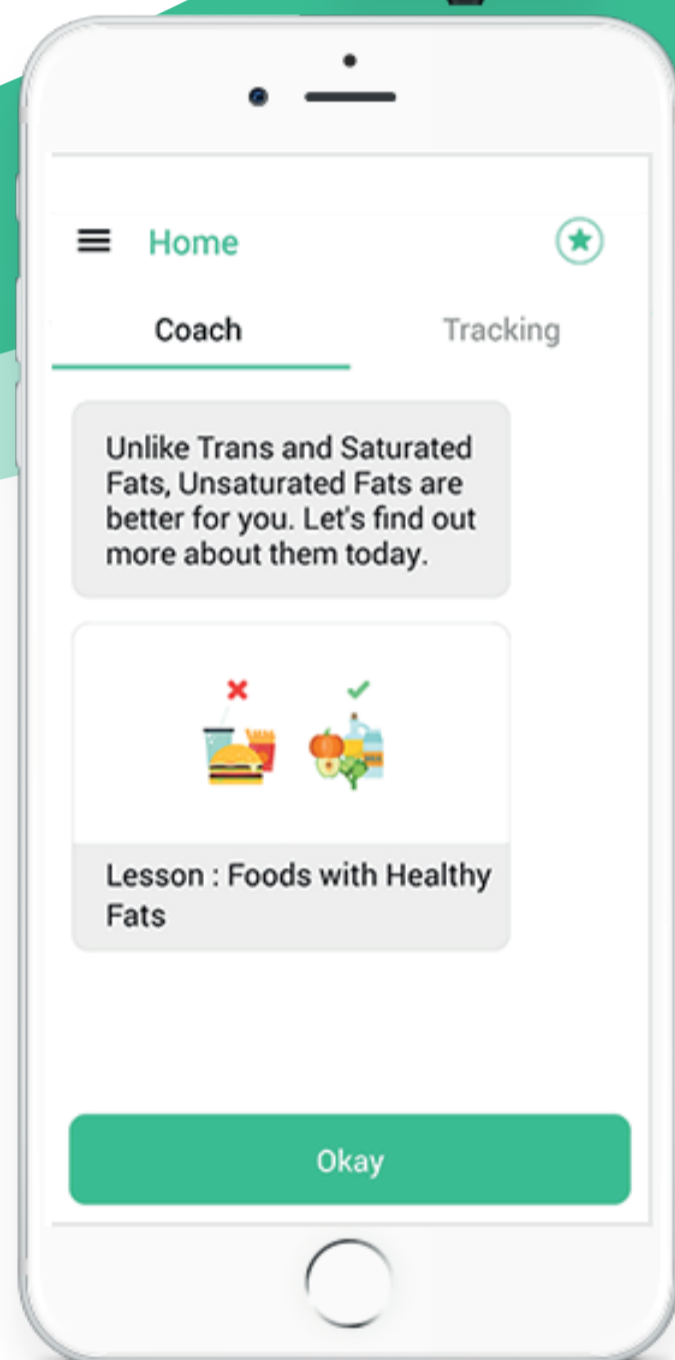 Home
Coach Tracking
Unlike Trans and Saturated
Fats, Unsaturated Fats are
better for you. Let's find out
more about them today.
Lesson : Foods with Healthy
Fats
Okay